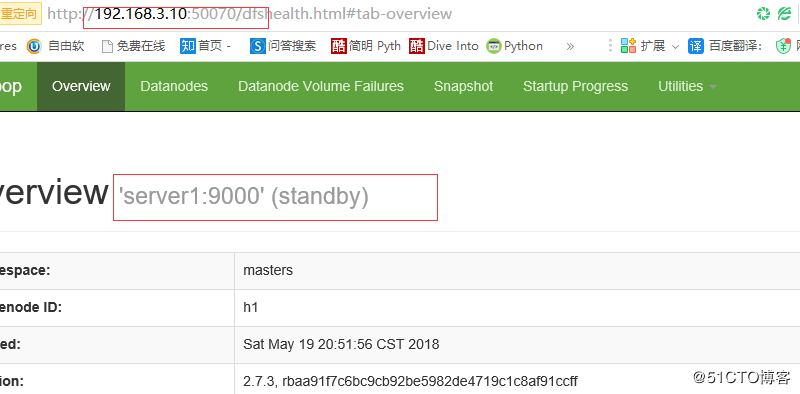 重定向 http://192.168.3.10:50070/dfshealth.html#tab-overview
res 自由软 免费在线 知 首页 - S 问答搜索 酷 简明 Pyth 酷 Dive Into Python » 扩展 译 百度翻译: ¥
oop Overview Datanodes Datanode Volume Failures Snapshot Startup Progress Utilities
verview 'server1:9000' (standby)
espace: masters
enode ID: h1
ed: Sat May 19 20:51:56 CST 2018
ion: 2.7.3, rbaa91f7c6bc9cb92be5982de4719c1c8af91ccff
@51CTO博客